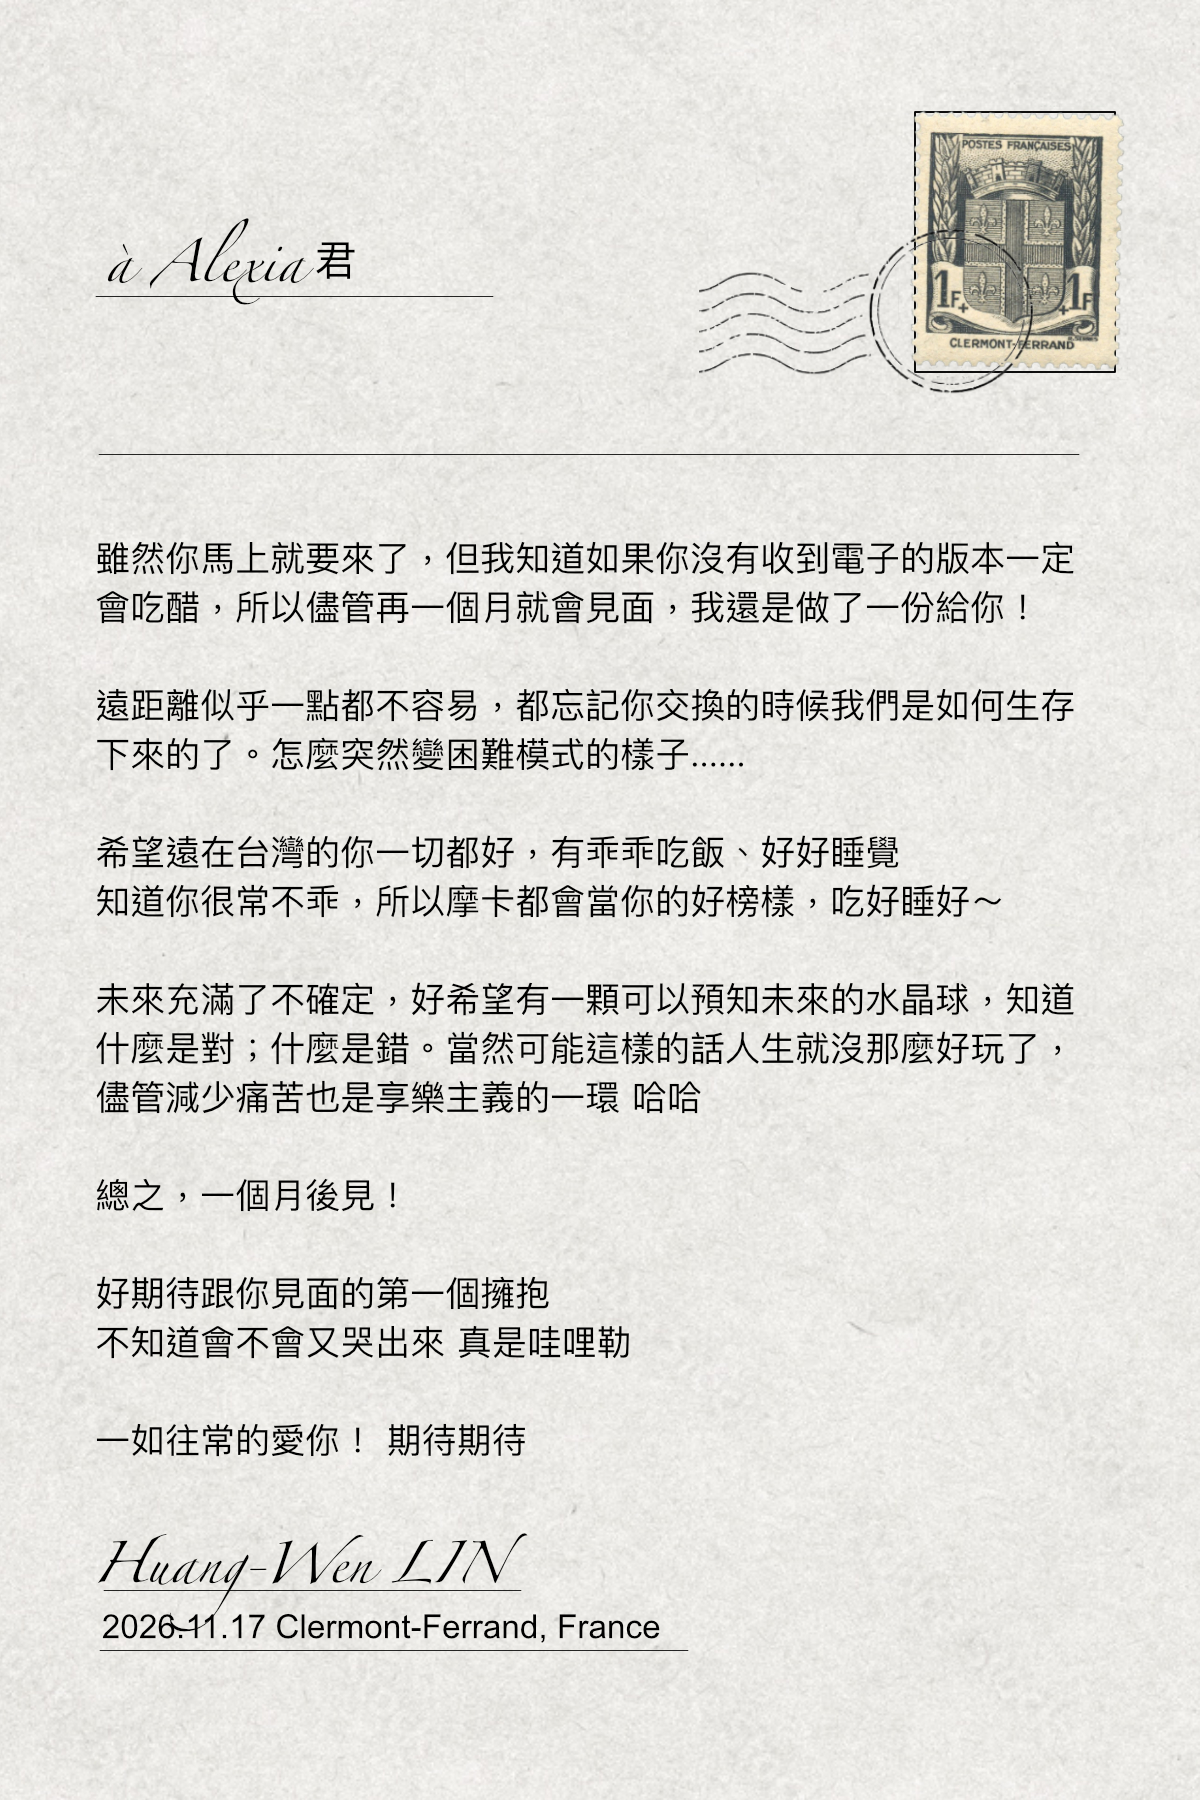 POSTES FRANÇAISES
1F+
+1F
CLERMONT-FERRAND
à Alexia 君
雖然你馬上就要來了，但我知道如果你沒有收到電子的版本一定
會吃醋，所以儘管再一個月就會見面，我還是做了一份給你！
遠距離似乎一點都不容易，都忘記你交換的時候我們是如何生存
下來的了。怎麼突然變困難模式的樣子......
希望遠在台灣的你一切都好，有乖乖吃飯、好好睡覺
知道你很常不乖，所以摩卡都會當你的好榜樣，吃好睡好～
未來充滿了不確定，好希望有一顆可以預知未來的水晶球，知道
什麼是對；什麼是錯。當然可能這樣的話人生就沒那麼好玩了，
儘管減少痛苦也是享樂主義的一環 哈哈
總之，一個月後見！
好期待跟你見面的第一個擁抱
不知道會不會又哭出來 真是哇哩勒
一如往常的愛你！ 期待期待
Huang-Wen LIN
2026.11.17 Clermont-Ferrand, France